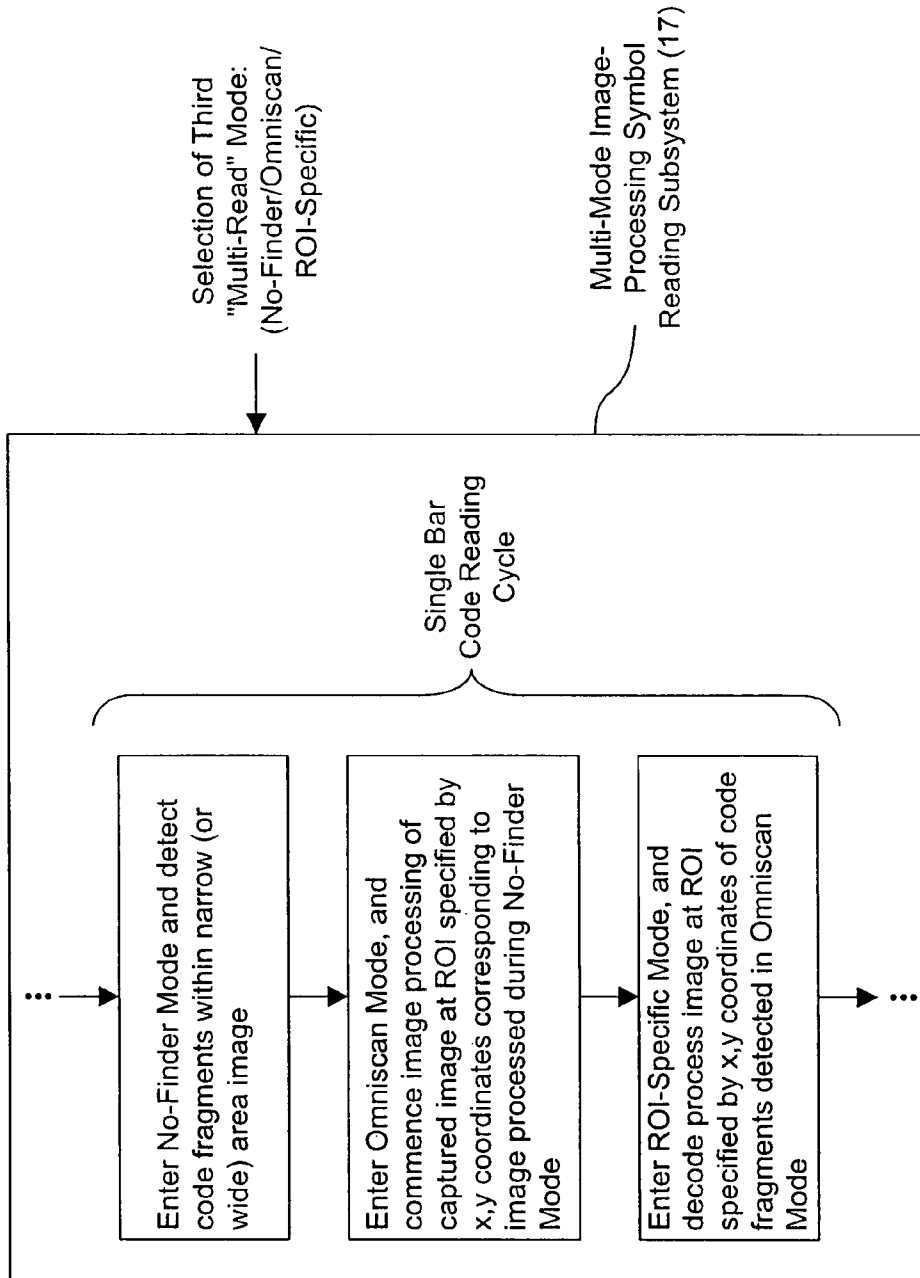 Selection of Third
"Multi-Read" Mode:
(No-Finder/Omniscan/
ROI-Specific)
Multi-Mode Image-
Processing Symbol
Reading Subsystem (17)
Single Bar
Code Reading
Cycle
Enter No-Finder Mode and detect
code fragments within narrow (or
wide) area image
Enter Omniscan Mode, and
commence image processing of
captured image at ROI specified by
x,y coordinates corresponding to
image processed during No-Finder
Mode
Enter ROI-Specific Mode, and
decode process image at ROI
specified by x,y coordinates of code
fragments detected in Omniscan
Mode